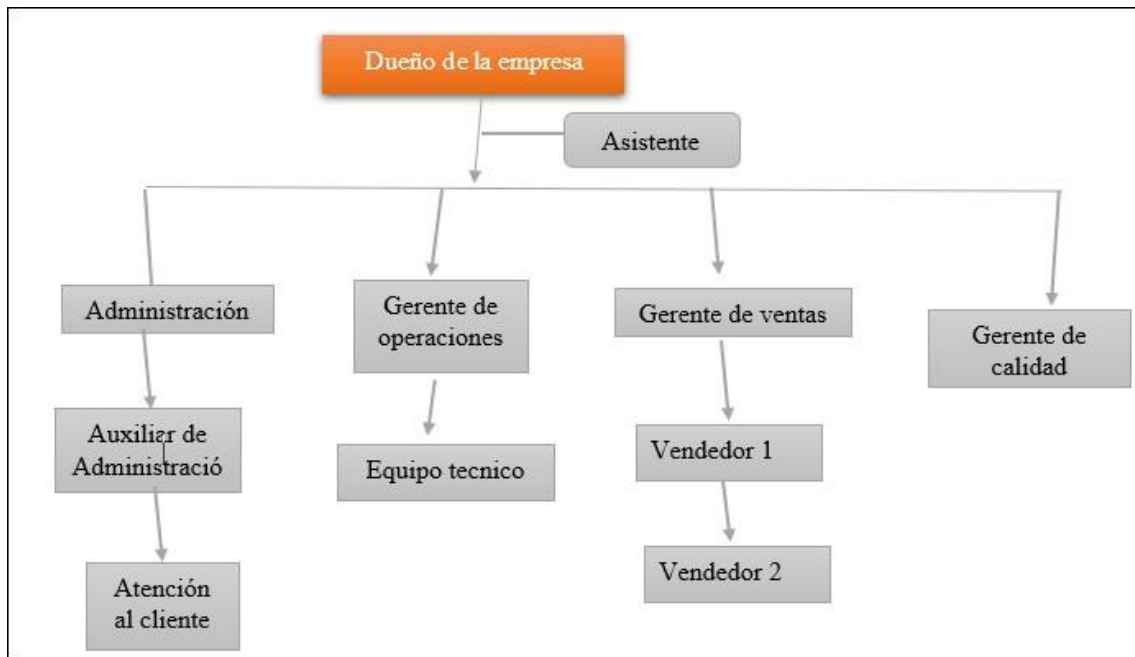 Dueño de la empresa
Asistente
Administración
Gerente de
operaciones
Gerente de ventas
Gerente de
calidad
Auxiliar de
Administració
Equipo tecnico
Vendedor 1
Atención
al cliente
Vendedor 2